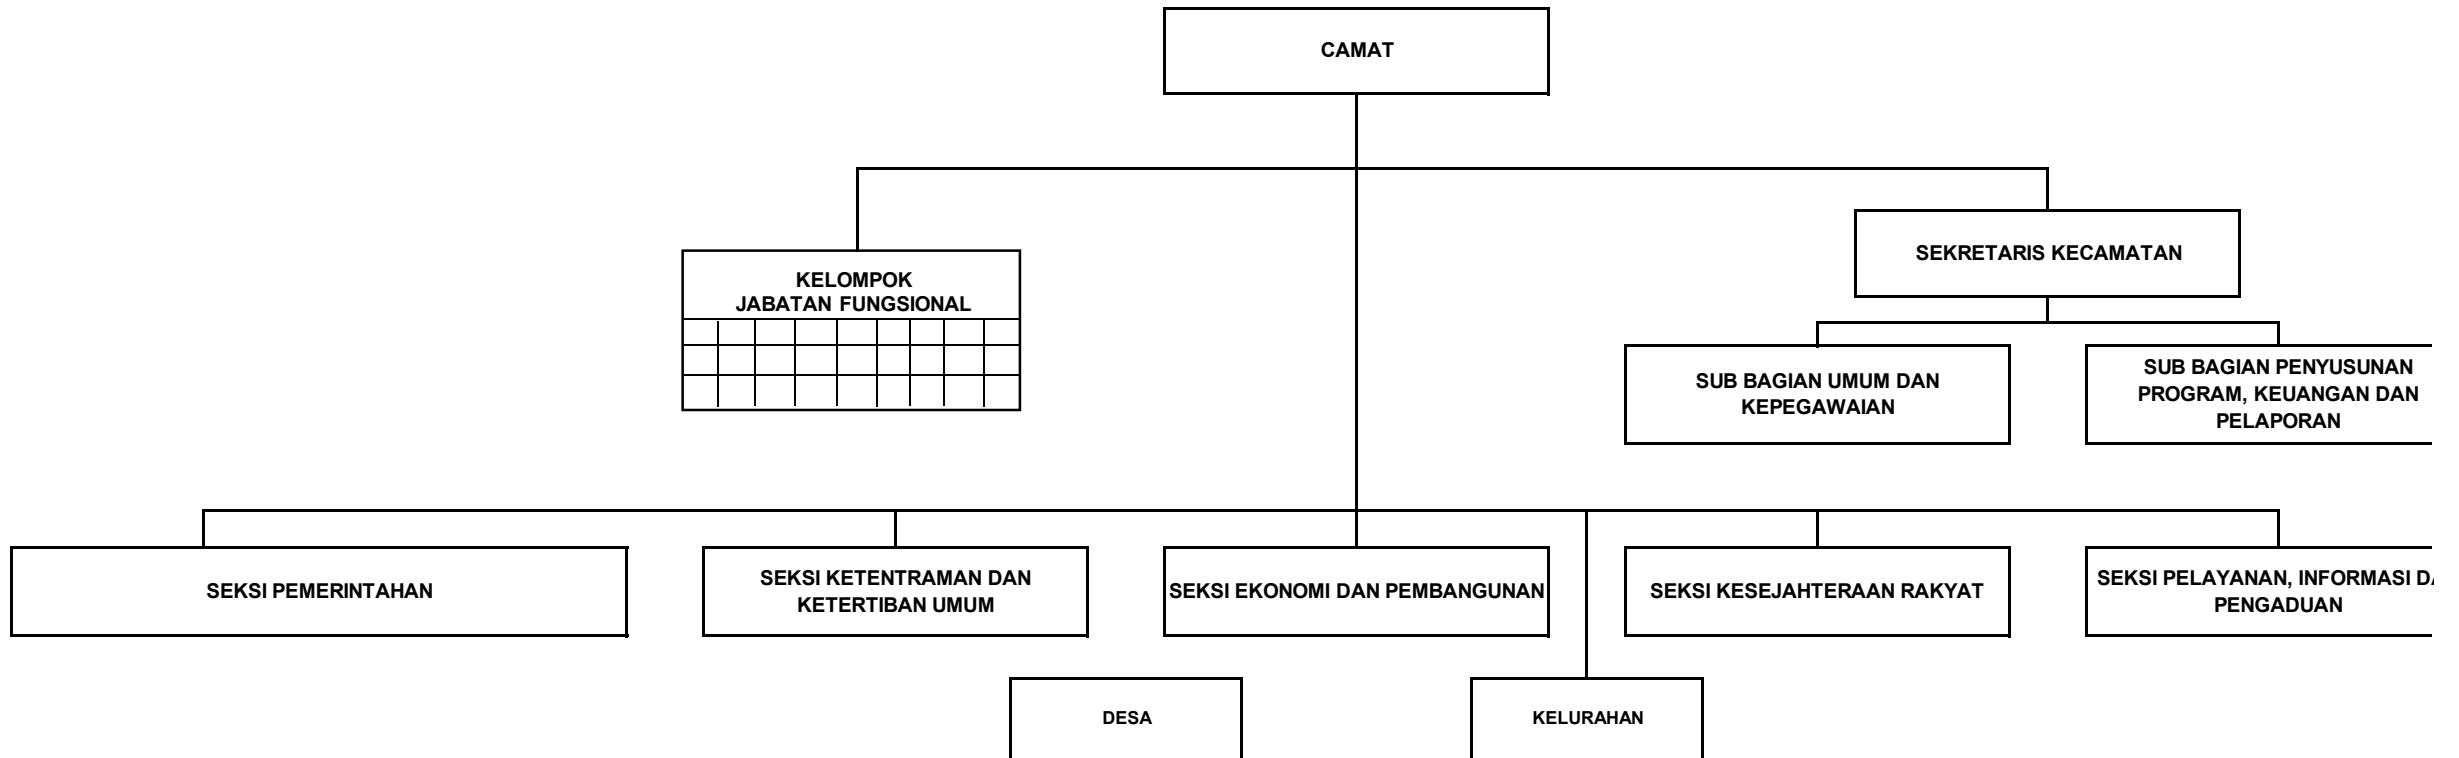 CAMAT
SEKRETARIS KECAMATAN
KELOMPOK
JABATAN FUNGSIONAL
SUB BAGIAN UMUM DAN
KEPEGAWAIAN
SUB BAGIAN PENYUSUNAN
PROGRAM, KEUANGAN DAN
PELAPORAN
SEKSI PEMERINTAHAN
SEKSI KETENTRAMAN DAN
KETERTIBAN UMUM
SEKSI EKONOMI DAN PEMBANGUNAN
SEKSI KESEJAHTERAAN RAKYAT
SEKSI PELAYANAN, INFORMASI
PENGADUAN
DESA
KELURAHAN